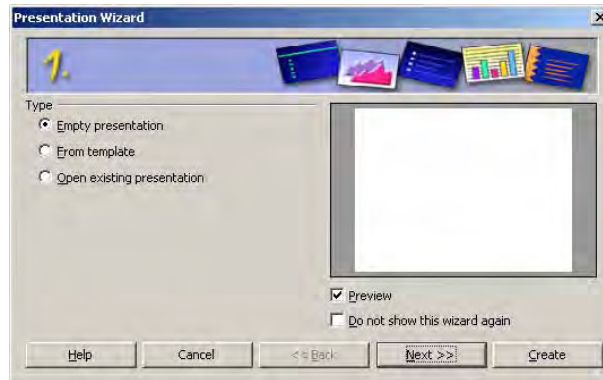 Presentation Wizard
1.
Type
Empty presentation
From template
Open existing presentation
Preview
Do not show this wizard again
Help Cancel << Back Next >> Create